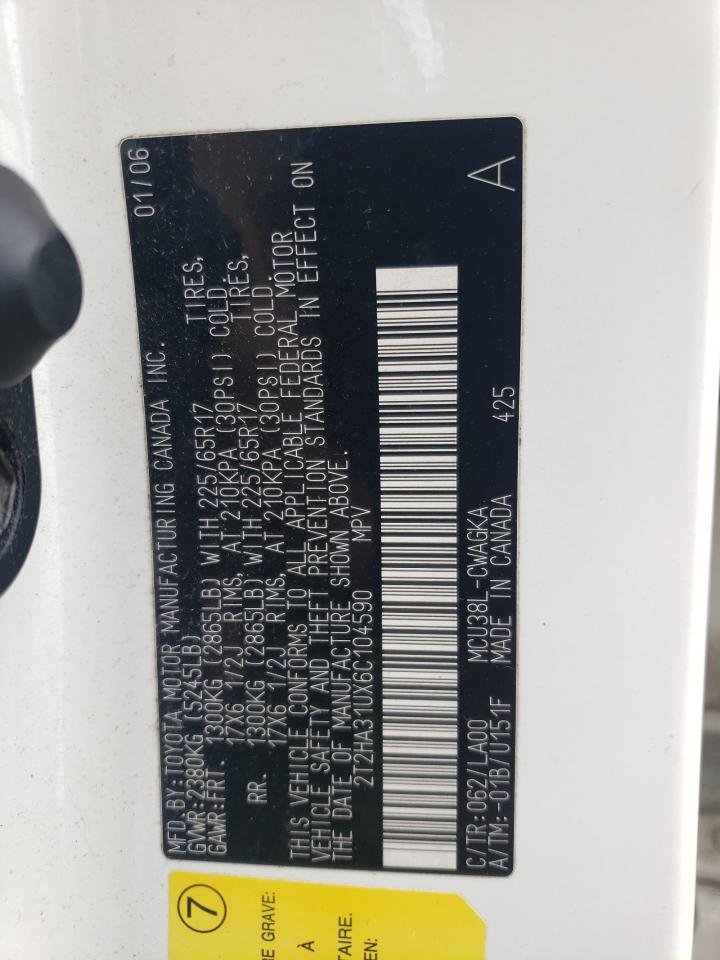 MFD.BY:TOYOTA MOTOR MANUFACTURING CANADA INC. 01/06
GVWR:2380KG (5245LB)
GAWR:FRT. 1300KG (2865LB) WITH 225/65R17 TIRES,
17X6 1/2J RIMS, AT 210KPA (30PSI) COLD.
RR. 1300KG (2865LB) WITH 225/65R17 TIRES,
17X6 1/2J RIMS, AT 210KPA (30PSI) COLD.
THIS VEHICLE CONFORMS TO ALL APPLICABLE FEDERAL MOTOR
VEHICLE SAFETY AND THEFT PREVENTION STANDARDS IN EFFECT ON
THE DATE OF MANUFACTURE SHOWN ABOVE.
2T2HA31UX6C104590 MPV
C/TR:062/LA00 MCU38L-CWAGKA
A/TM:-01B/U151F MADE IN CANADA 425 A
7
RE GRAVE:
À
TAIRE.
EN: